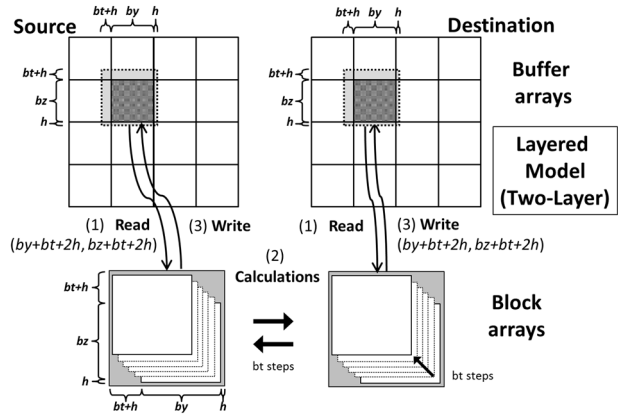 bt+h by h
bt+h by h
Source
Destination
bt+h
bz
h
bt+h
bz
h
Buffer
arrays
Layered
Model
(Two-Layer)
(1) Read
(3) Write
(by+bt+2h, bz+bt+2h)
(1) Read
(3) Write
(by+bt+2h, bz+bt+2h)
(2)
Calculations
bt steps
bt+h
bz
h
bt+h by h
bt steps
Block
arrays